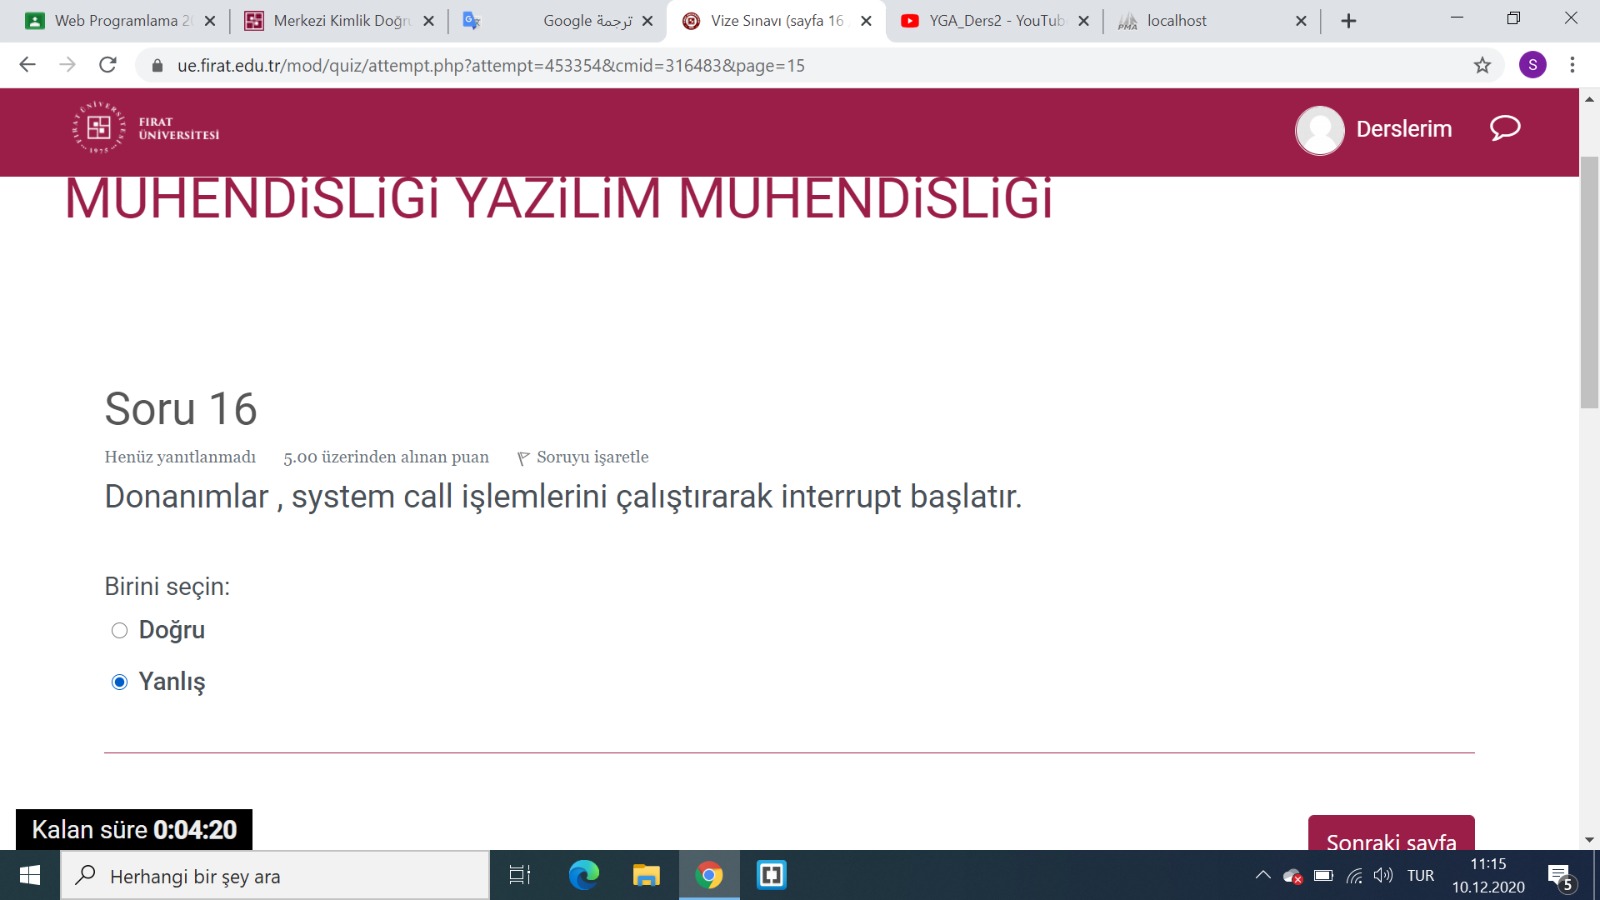 Web Programlama 2
Merkezi Kimlik Doğru
ترجمة Google
Vize Sınavı (sayfa 16
YGA_Ders2 - YouTub
localhost
ue.firat.edu.tr/mod/quiz/attempt.php?attempt=453354&cmid=316483&page=15
S
FIRAT
ÜNİVERSİTESİ
1975
Derslerim
MÜHENDiSLiĞi YAZiLiM MÜHENDiSLiĞi
Soru 16
Henüz yanıtlanmadı 5.00 üzerinden alınan puan Soruyu işaretle
Donanımlar , system call işlemlerini çalıştırarak interrupt başlatır.
Birini seçin:
Doğru
Yanlış
Kalan süre 0:04:20
Sonraki sayfa
Herhangi bir şey ara
TUR
11:15
10.12.2020
5